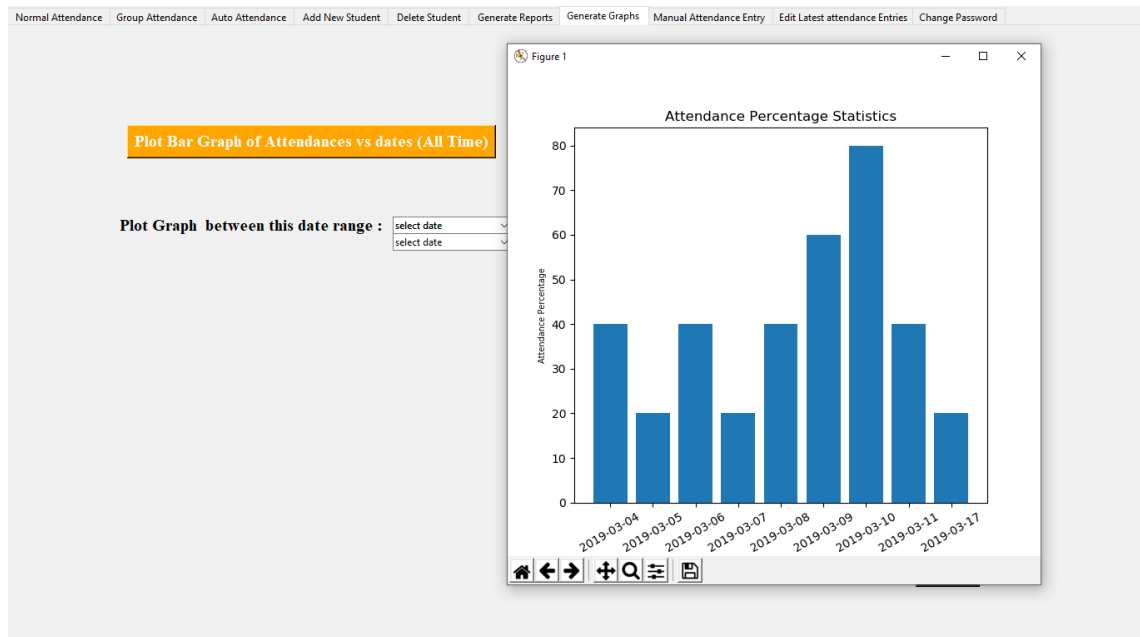 Normal Attendance Group Attendance Auto Attendance Add New Student Delete Student Generate Reports Generate Graphs Manual Attendance Entry Edit Latest attendance Entries Change Password
Figure 1
Plot Bar Graph of Attendances vs dates (All Time)
Plot Graph between this date range :
select date
select date
Attendance Percentage Statistics
Attendance Percentage
80
70
60
50
40
30
20
10
0
2019-03-04 2019-03-05 2019-03-06 2019-03-07 2019-03-08 2019-03-09 2019-03-10 2019-03-11 2019-03-17